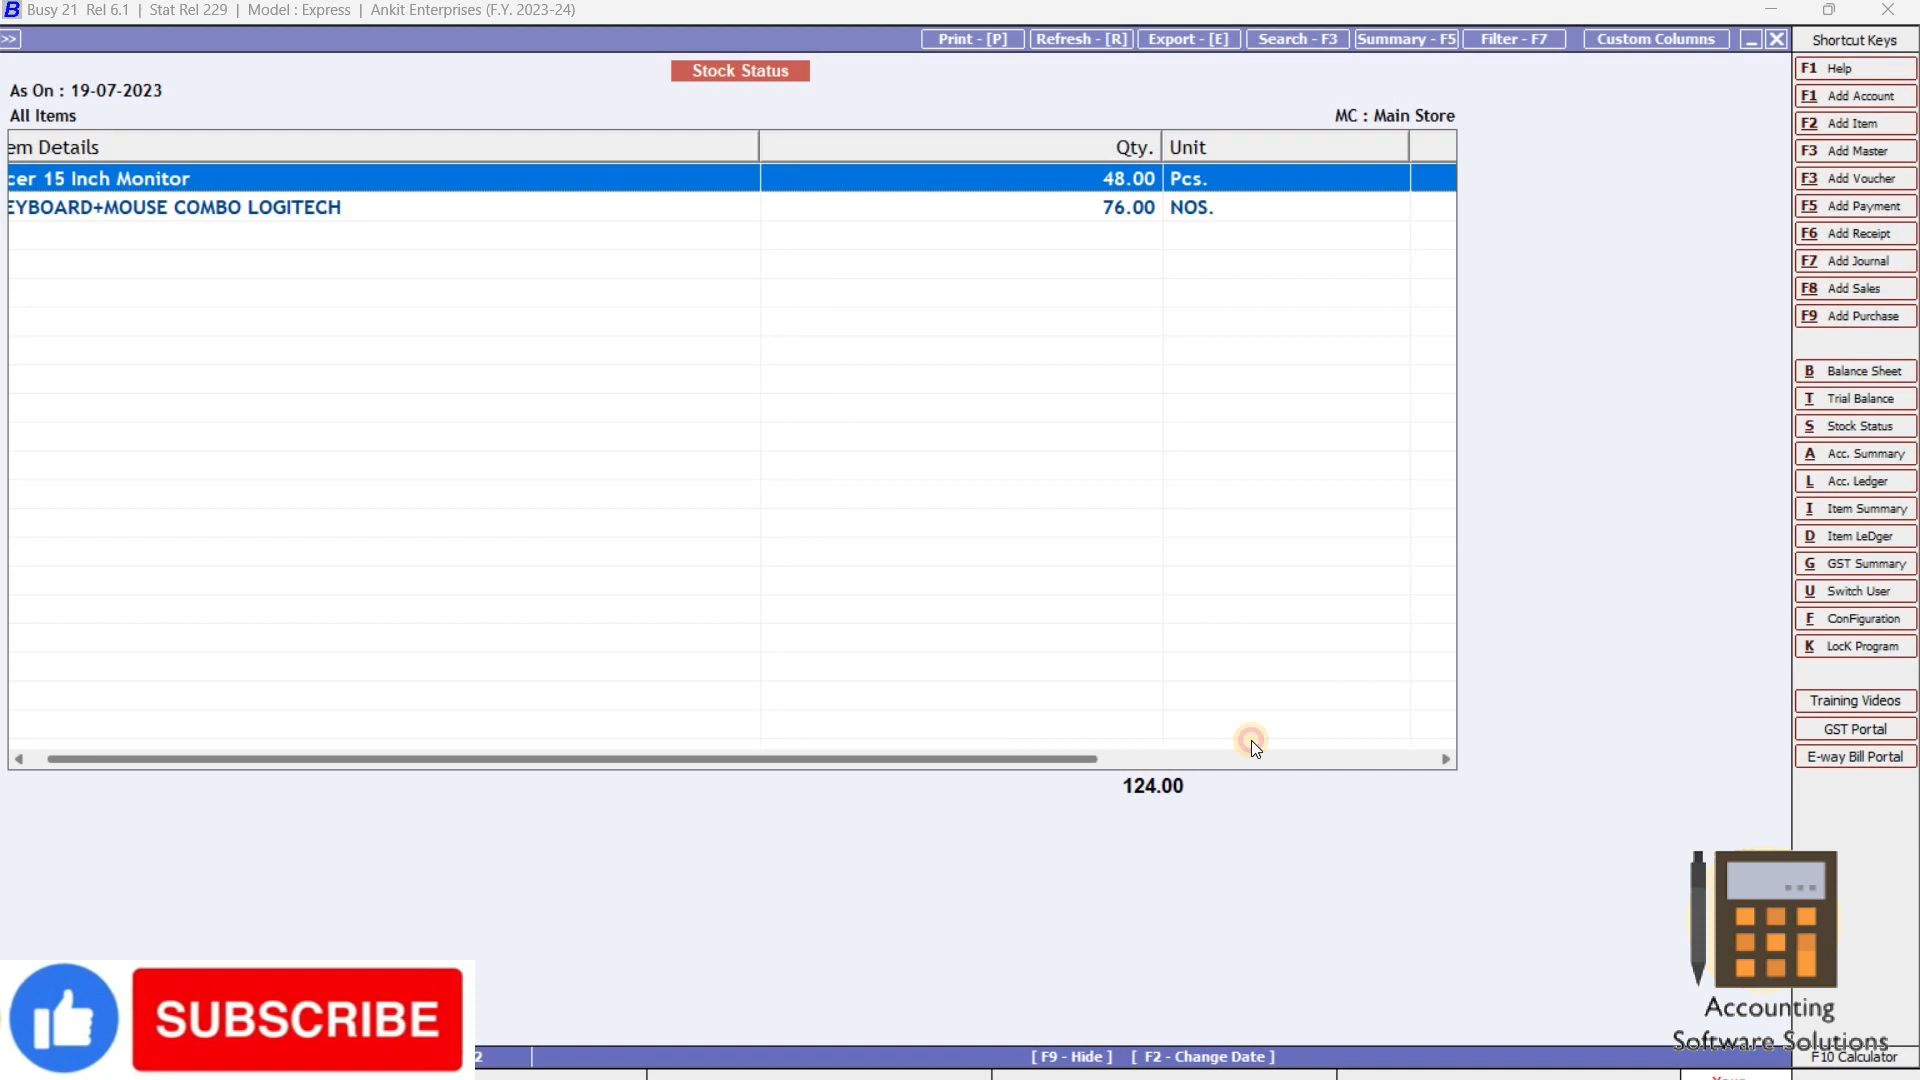 Busy 21 Rel 6.1 | Stat Rel 229 | Model : Express | Ankit Enterprises (F.Y. 2023-24)
>> Print - [P] Refresh - [R] Export - [E] Search - F3 Summary - F5 Filter - F7 Custom Columns
Stock Status
As On : 19-07-2023
All Items
MC : Main Store
em Details Qty. Unit
cer 15 Inch Monitor 48.00 Pcs.
EYBOARD+MOUSE COMBO LOGITECH 76.00 NOS.
124.00
Shortcut Keys
F1 Help
F1 Add Account
F2 Add Item
F3 Add Master
F3 Add Voucher
F5 Add Payment
F6 Add Receipt
F7 Add Journal
F8 Add Sales
F9 Add Purchase
B Balance Sheet
T Trial Balance
S Stock Status
A Acc. Summary
L Acc. Ledger
I Item Summary
D Item LeDger
G GST Summary
U Switch User
F ConFiguration
K LocK Program
Training Videos
GST Portal
E-way Bill Portal
Accounting
Software Solutions
SUBSCRIBE
2 [ F9 - Hide ] [ F2 - Change Date ]
F10 Calculator